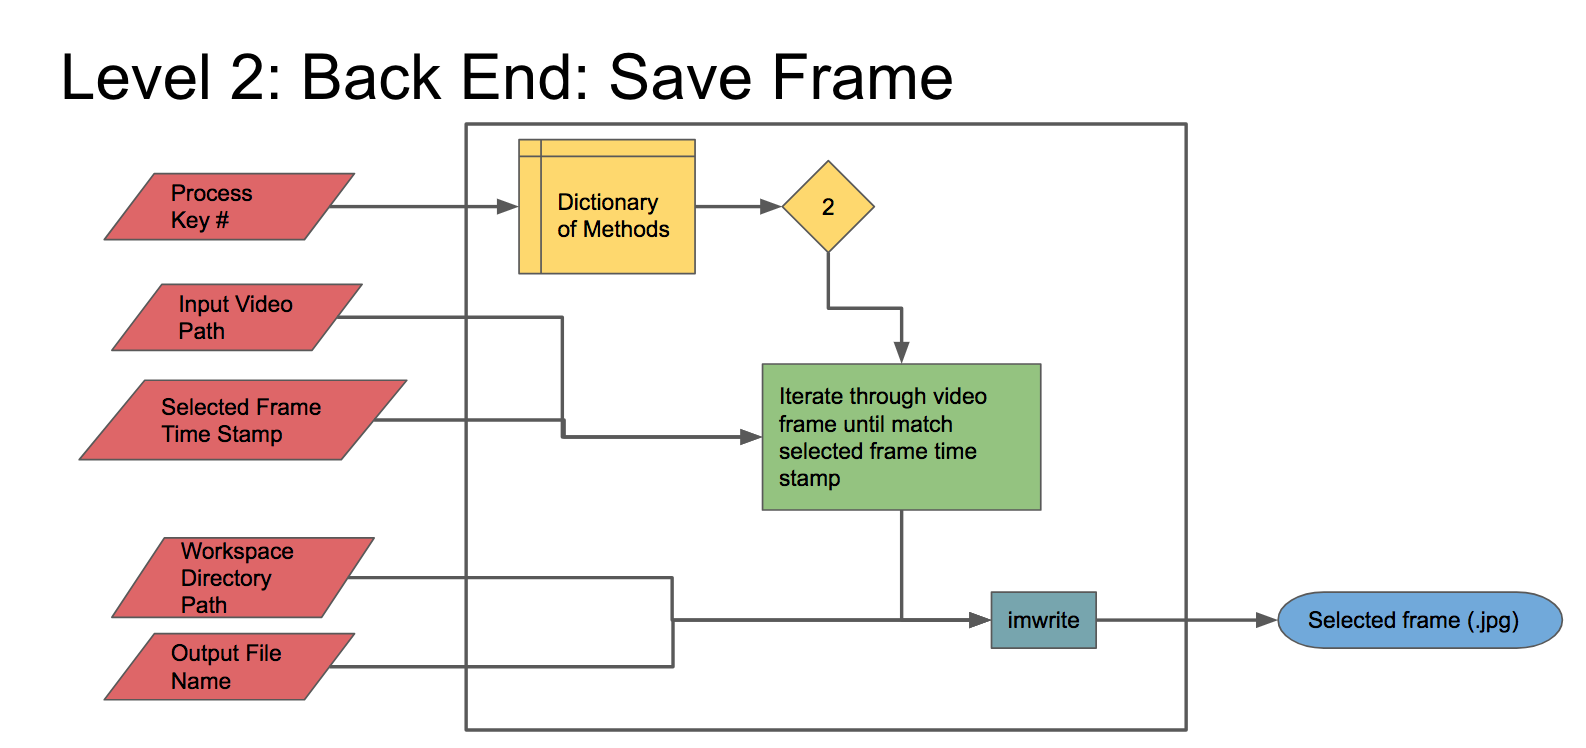 Level 2: Back End: Save Frame
Process
Key #
Dictionary
of Methods
2
Input Video
Path
Selected Frame
Time Stamp
Iterate through video
frame until match
selected frame time
stamp
Workspace
Directory
Path
Output File
Name
imwrite
Selected frame (.jpg)